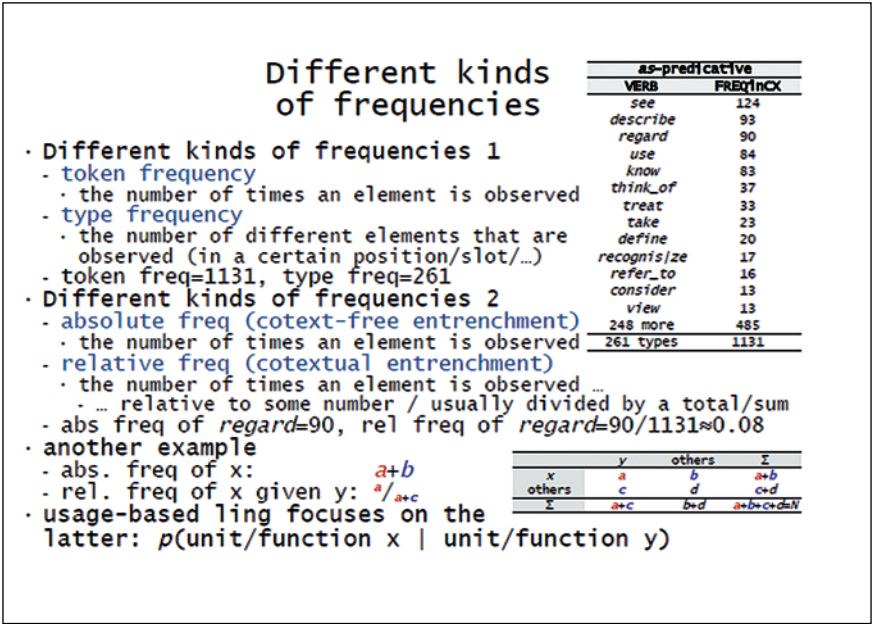 Different kinds
of frequencies
as-predicative
VERB FREQinCX
see 124
describe 93
regard 90
use 84
know 83
think_of 37
treat 33
take 23
define 20
recognis|ze 17
refer_to 16
consider 13
view 13
248 more 485
261 types 1131
· Different kinds of frequencies 1
- token frequency
· the number of times an element is observed
- type frequency
· the number of different elements that are
observed (in a certain position/slot/…)
- token freq=1131, type freq=261
· Different kinds of frequencies 2
- absolute freq (cotext-free entrenchment)
· the number of times an element is observed
- relative freq (cotextual entrenchment)
· the number of times an element is observed …
- … relative to some number / usually divided by a total/sum
- abs freq of regard=90, rel freq of regard=90/1131≈0.08
· another example
- abs. freq of x: a+b
- rel. freq of x given y: a/a+c
y others Σ
x a b a+b
others c d c+d
Σ a+c b+d a+b+c+d=N
· usage-based ling focuses on the
latter: p(unit/function x | unit/function y)